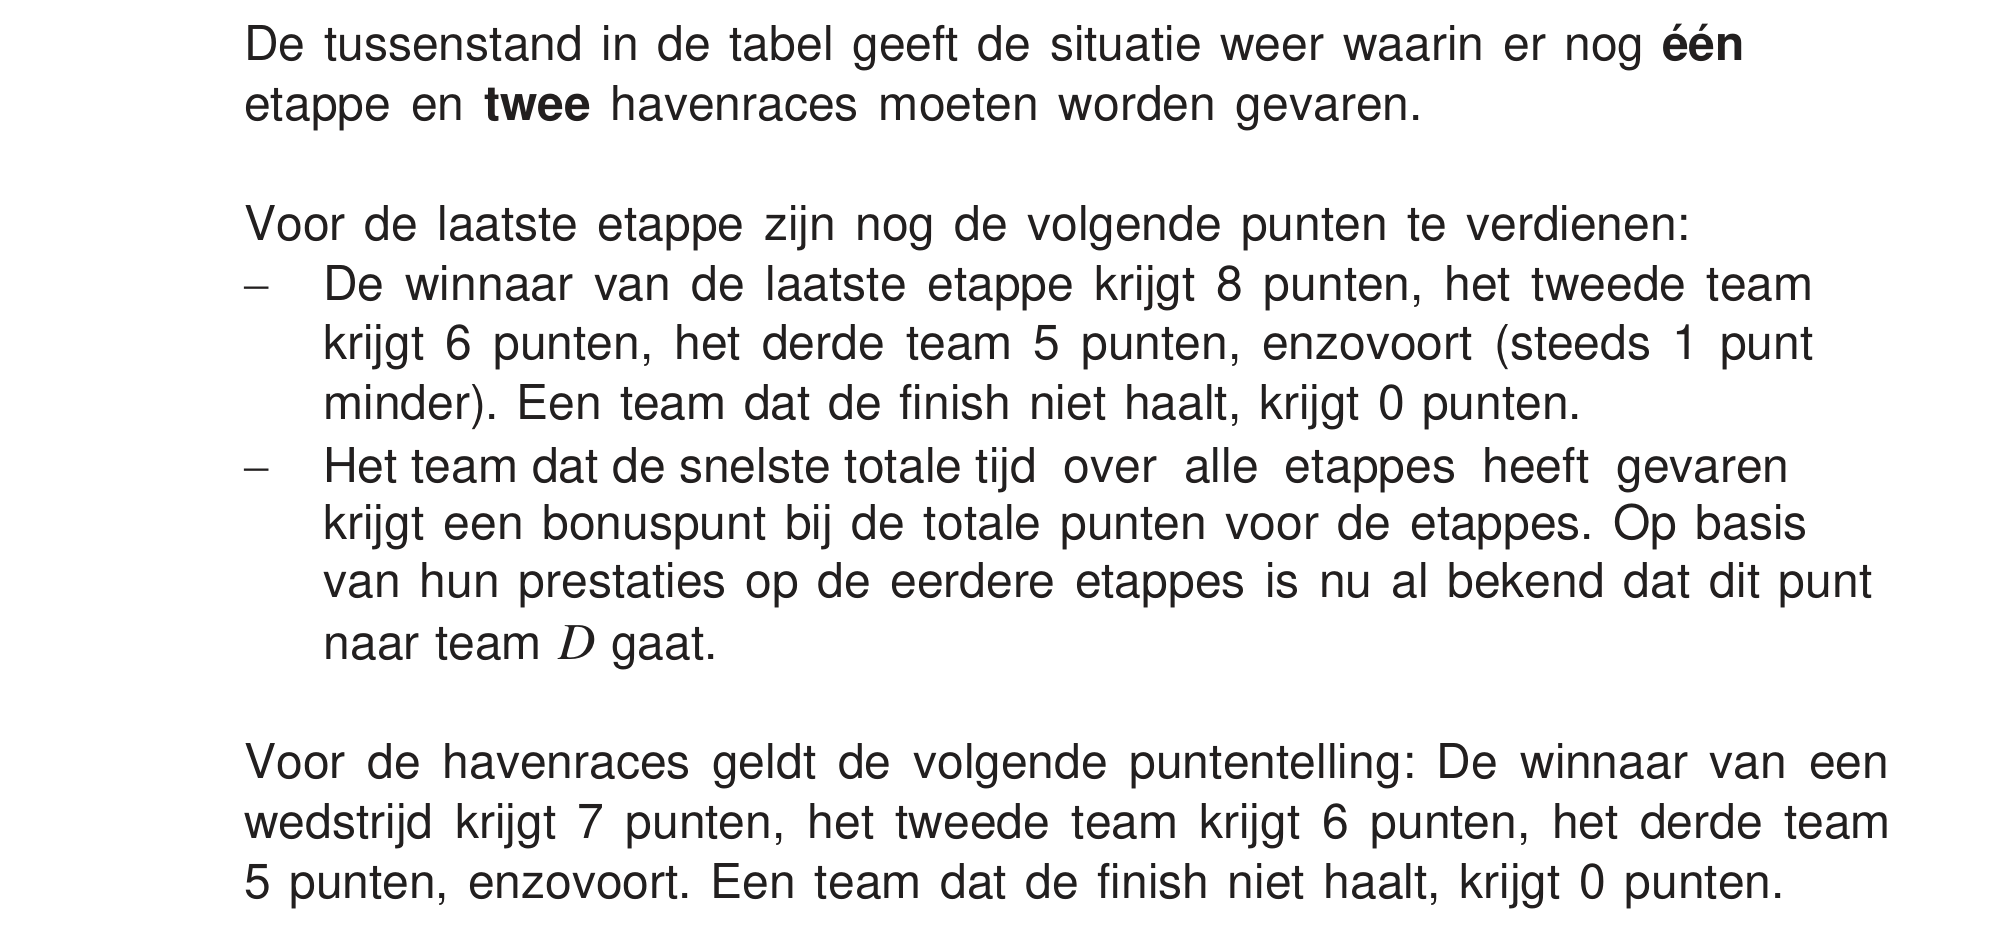 De tussenstand in de tabel geeft de situatie weer waarin er nog één
etappe en twee havenraces moeten worden gevaren.
Voor de laatste etappe zijn nog de volgende punten te verdienen:
– De winnaar van de laatste etappe krijgt 8 punten, het tweede team
krijgt 6 punten, het derde team 5 punten, enzovoort (steeds 1 punt
minder). Een team dat de finish niet haalt, krijgt 0 punten.
– Het team dat de snelste totale tijd over alle etappes heeft gevaren
krijgt een bonuspunt bij de totale punten voor de etappes. Op basis
van hun prestaties op de eerdere etappes is nu al bekend dat dit punt
naar team D gaat.
Voor de havenraces geldt de volgende puntentelling: De winnaar van een
wedstrijd krijgt 7 punten, het tweede team krijgt 6 punten, het derde team
5 punten, enzovoort. Een team dat de finish niet haalt, krijgt 0 punten.